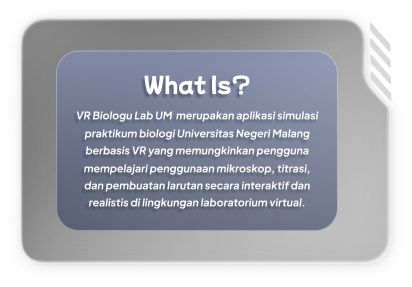 What Is?
VR Biologu Lab UM merupakan aplikasi simulasi
praktikum biologi Universitas Negeri Malang
berbasis VR yang memungkinkan pengguna
mempelajari penggunaan mikroskop, titrasi,
dan pembuatan larutan secara interaktif dan
realistis di lingkungan laboratorium virtual.